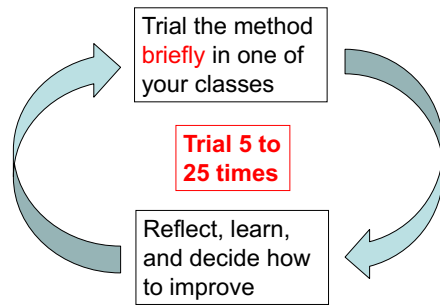 Trial the method
briefly in one of
your classes
Trial 5 to
25 times
Reflect, learn,
and decide how
to improve